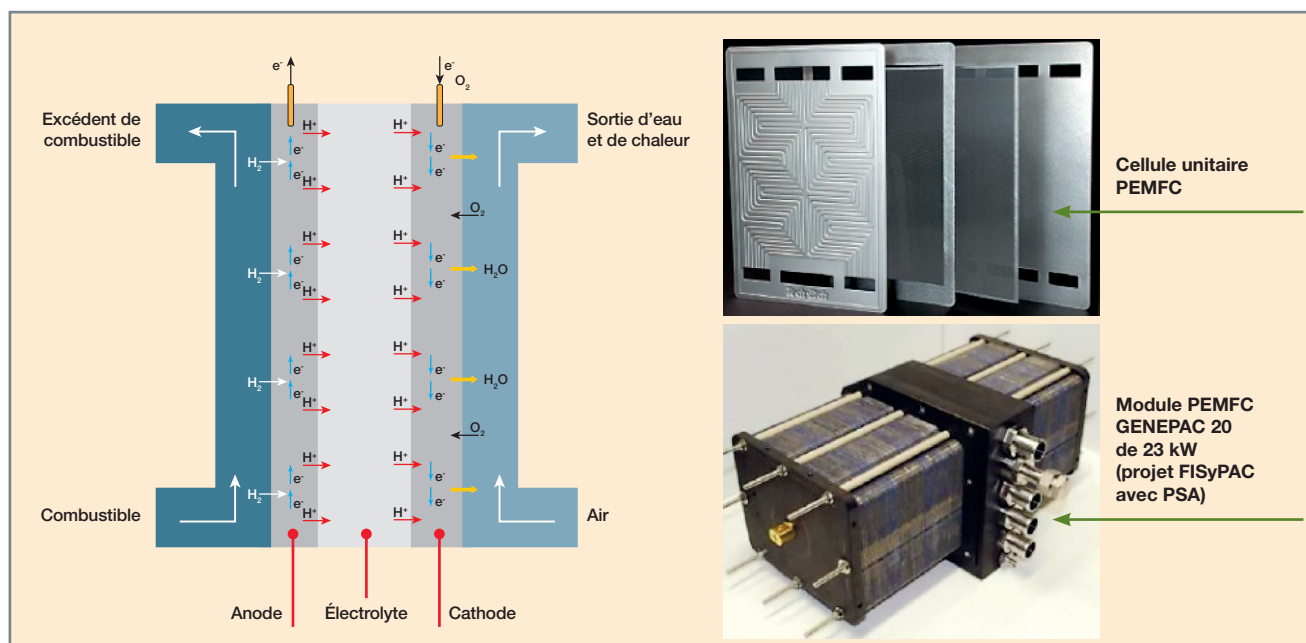 e-
e-
O2
Excédent de
combustible
Sortie d'eau
et de chaleur
H+
H+
e-
e-
H2
e-
e-
H+
H+
O2
H+
H+
e-
e-
H2
e-
e-
H2O
H+
H+
H+
H+
e-
e-
H2
e-
e-
H2O
H+
H+
O2
H+
H+
e-
e-
H2
e-
e-
H+
H+
Combustible
Air
Anode
Électrolyte
Cathode
Cellule unitaire
PEMFC
Module PEMFC
GENEPAC 20
de 23 kW
(projet FISyPAC
avec PSA)